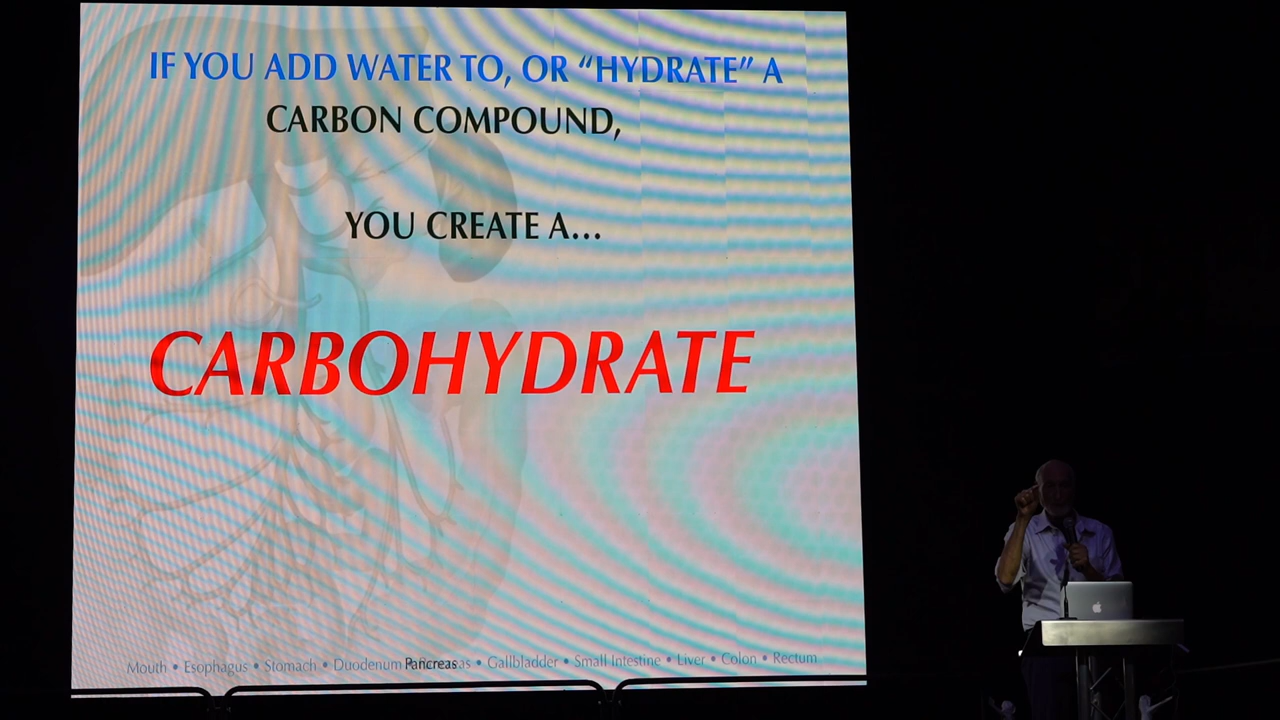 IF YOU ADD WATER TO, OR “HYDRATE” A
CARBON COMPOUND,
YOU CREATE A...
CARBOHYDRATE
Mouth • Esophagus • Stomach • Duodenum Pancreas • Gallbladder • Small Intestine • Liver • Colon • Rectum